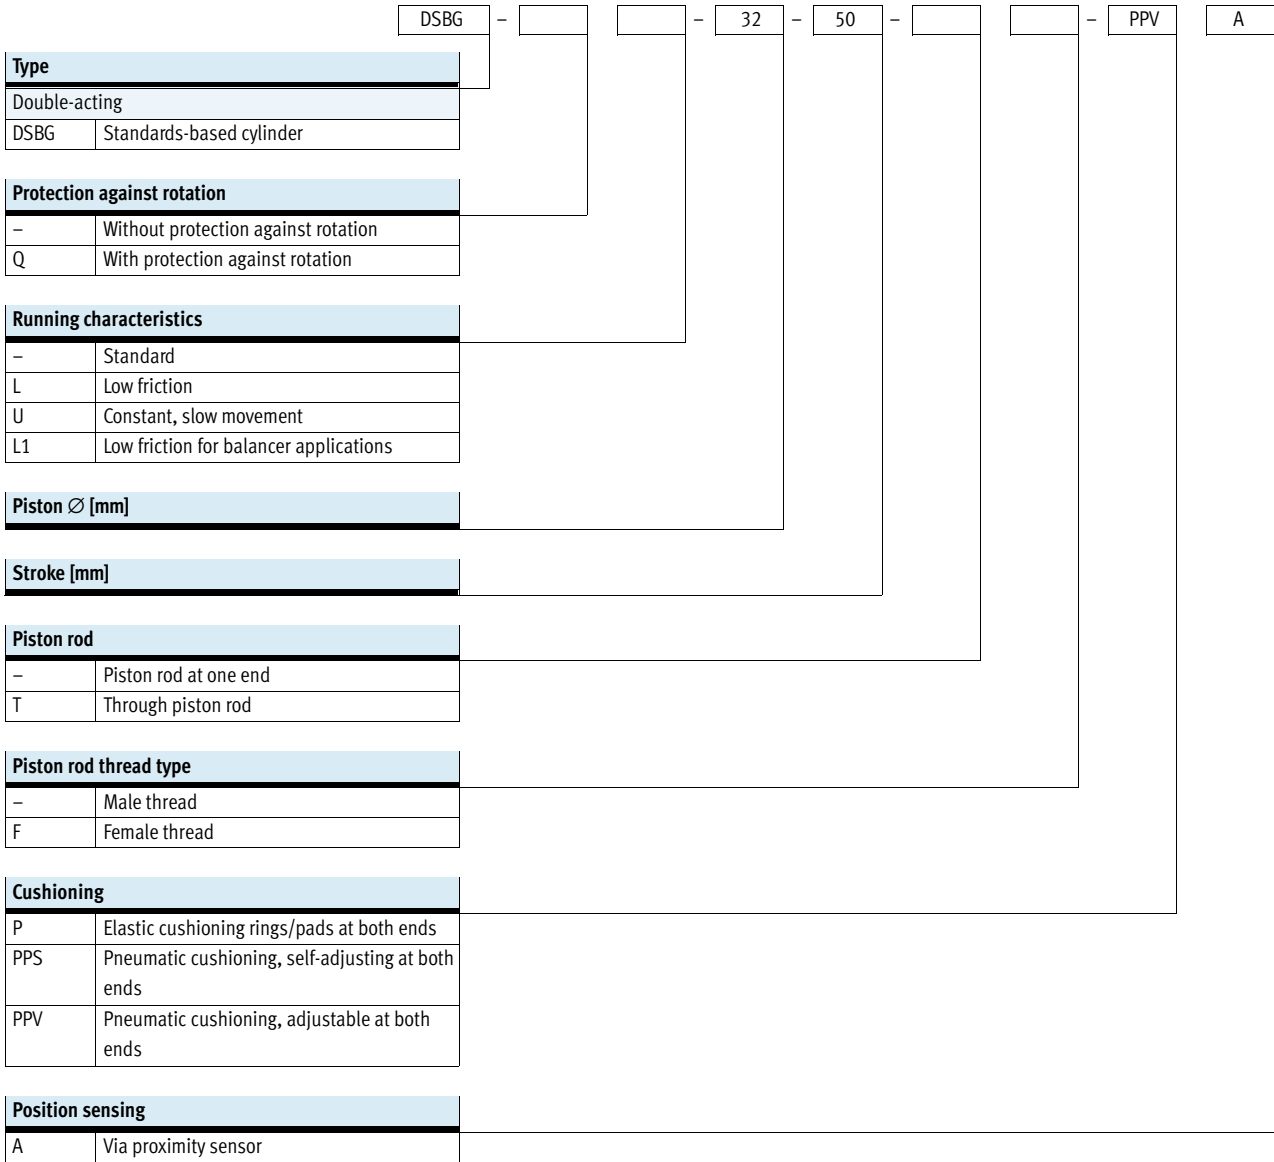 DSBG – – 32 – 50 – – PPV A
Type
Double-acting
DSBG Standards-based cylinder
Protection against rotation
– Without protection against rotation
Q With protection against rotation
Running characteristics
– Standard
L Low friction
U Constant, slow movement
L1 Low friction for balancer applications
Piston ∅ [mm]
Stroke [mm]
Piston rod
– Piston rod at one end
T Through piston rod
Piston rod thread type
– Male thread
F Female thread
Cushioning
P Elastic cushioning rings/pads at both ends
PPS Pneumatic cushioning, self-adjusting at both
ends
PPV Pneumatic cushioning, adjustable at both
ends
Position sensing
A Via proximity sensor